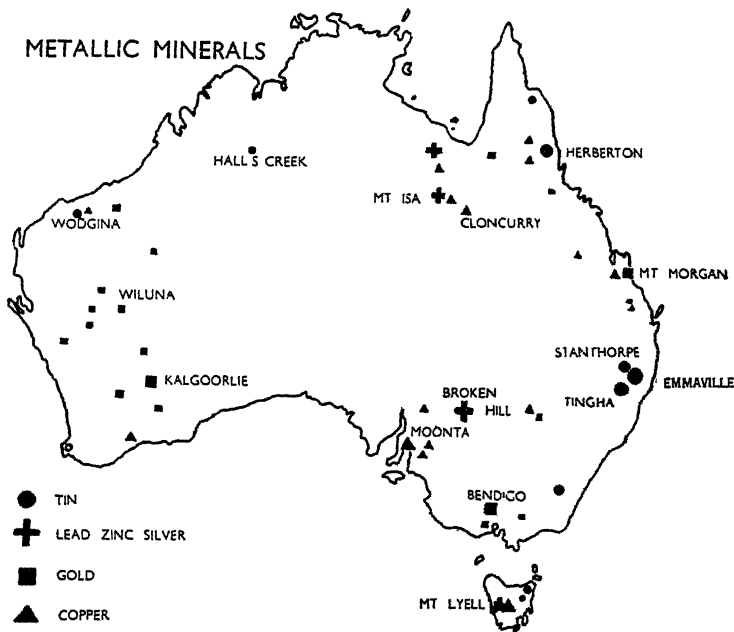 METALLIC MINERALS
HALL'S CREEK
HERBERTON
MT ISA
CLONCURRY
WODGINA
MT MORGAN
WILUNA
STANTHORPE
EMMAVILLE
KALGOORLIE
TINGHA
BROKEN
HILL
MOONTA
BENDIGO
TIN
LEAD ZINC SILVER
GOLD
COPPER
MT LYELL